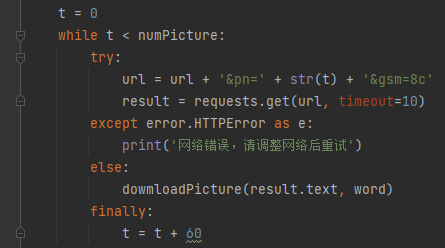 t = 0
while t < numPicture:
try:
url = url + '&pn=' + str(t) + '&gsm=8c'
result = requests.get(url, timeout=10)
except error.HTTPError as e:
print('网络错误，请调整网络后重试')
else:
dowmloadPicture(result.text, word)
finally:
t = t + 60